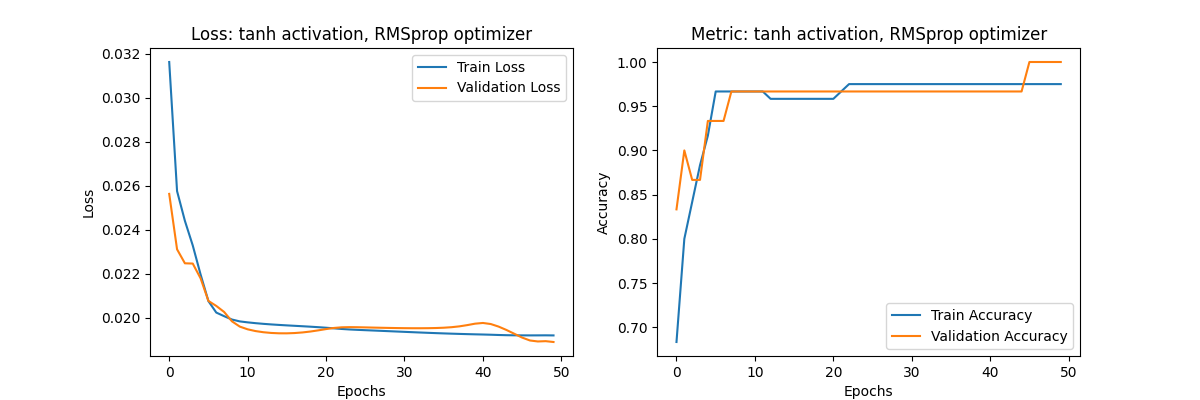 Loss: tanh activation, RMSprop optimizer
0.032
0.030
0.028
0.026
0.024
0.022
0.020
Loss
Train Loss
Validation Loss
0
10
20
30
40
50
Epochs
Metric: tanh activation, RMSprop optimizer
1.00
0.95
0.90
0.85
0.80
0.75
0.70
Accuracy
Train Accuracy
Validation Accuracy
0
10
20
30
40
50
Epochs